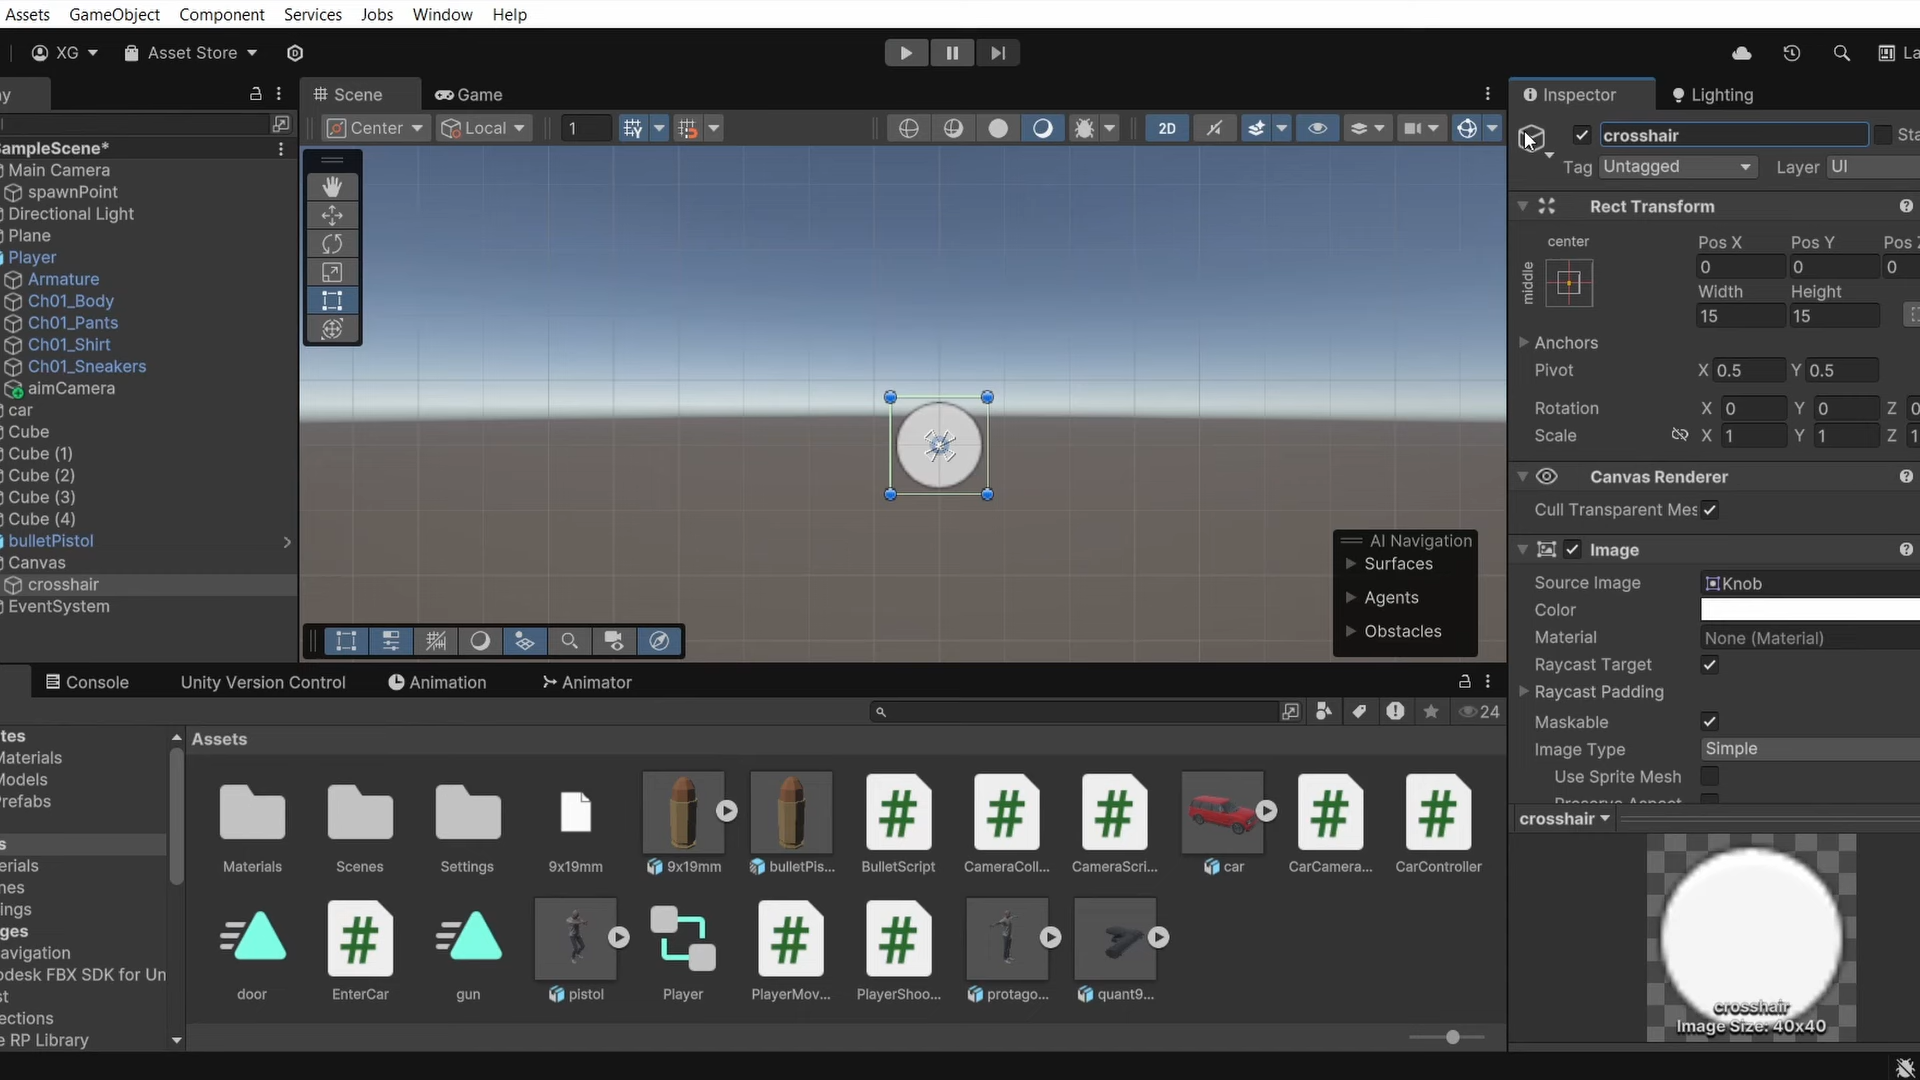 Assets GameObject Component Services Jobs Window Help
XG Asset Store La
y Scene Game Inspector Lighting
Center Local 1 2D
crosshair Sta
Tag Untagged Layer UI
ampleScene*
Main Camera
spawnPoint
Directional Light
Plane
Player
Armature
Ch01_Body
Ch01_Pants
Ch01_Shirt
Ch01_Sneakers
aimCamera
car
Cube
Cube (1)
Cube (2)
Cube (3)
Cube (4)
bulletPistol
Canvas
crosshair
EventSystem
AI Navigation
Surfaces
Agents
Obstacles
Rect Transform
center
middle
Pos X Pos Y Pos Z
0 0 0
Width Height
15 15
Anchors
Pivot X 0.5 Y 0.5
Rotation X 0 Y 0 Z 0
Scale X 1 Y 1 Z 1
Canvas Renderer
Cull Transparent Mes
Image
Source Image Knob
Color
Material None (Material)
Raycast Target
Raycast Padding
Maskable
Image Type Simple
Use Sprite Mesh
Preserve Aspect
crosshair
crosshair
Image Size: 40x40
Console Unity Version Control Animation Animator
24
tes
Materials
Models
Prefabs
s
erials
nes
ings
ges
avigation
odesk FBX SDK for Un
st
ections
e RP Library
Assets
Materials Scenes Settings 9x19mm 9x19mm bulletPis... BulletScript CameraColl... CameraScri... car CarCamera... CarController
door EnterCar gun pistol Player PlayerMov... PlayerShoo... protago... quant9...